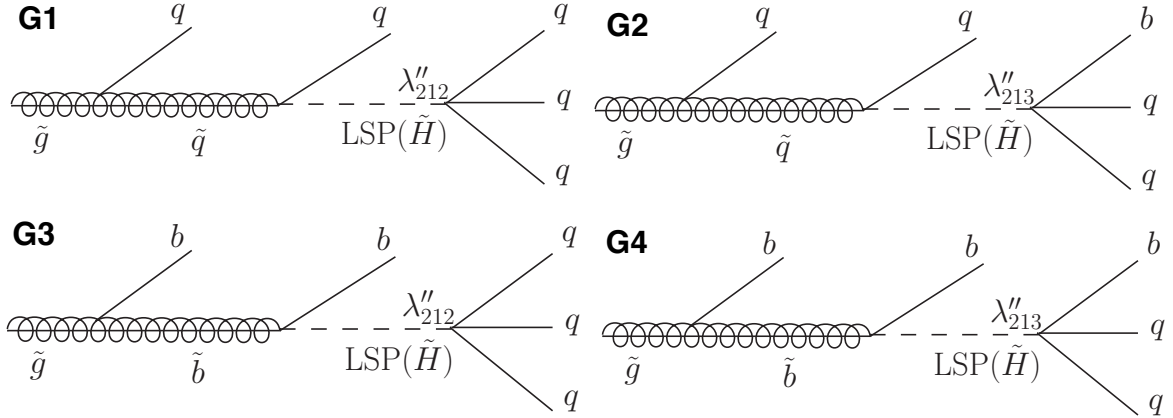 G1
q
q
q
λ″₂₁₂
q
g̃
q̃
LSP(H̃)
q
G2
q
q
b
λ″₂₁₃
q
g̃
q̃
LSP(H̃)
q
G3
b
b
q
λ″₂₁₂
q
g̃
b̃
LSP(H̃)
q
G4
b
b
b
λ″₂₁₃
q
g̃
b̃
LSP(H̃)
q